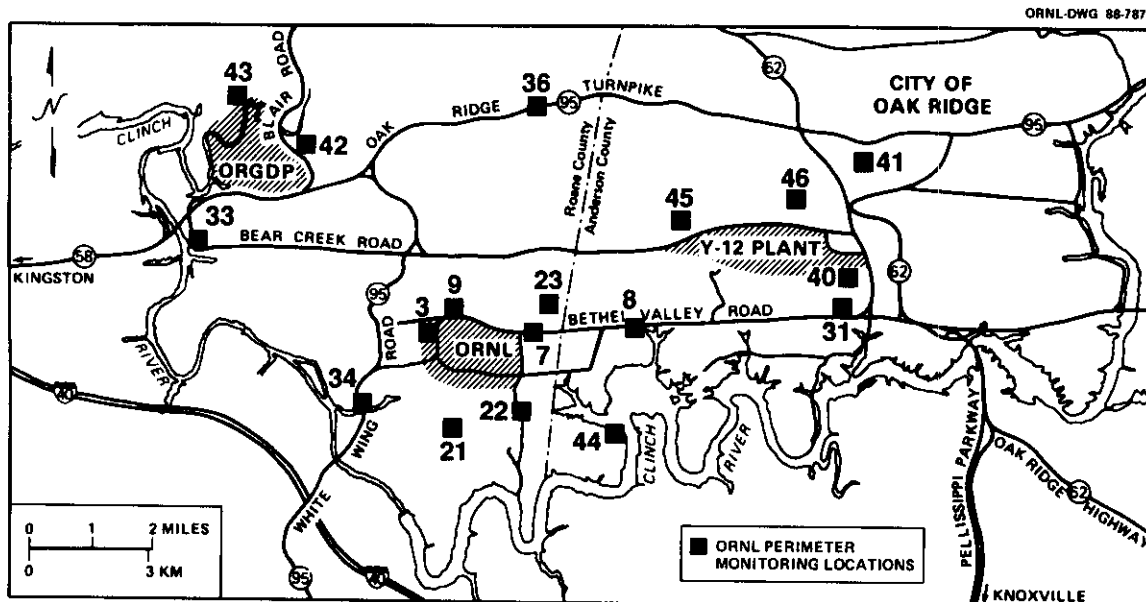 ORNL-DWG 88-787
N
43
CLINCH
BLAIR ROAD
42
ORGDP
33
OAK
RIDGE
36
95
TURNPIKE
62
CITY OF
OAK RIDGE
95
41
46
45
Roane County
Anderson County
Y-12 PLANT
40
62
58
KINGSTON
BEAR CREEK ROAD
95
ROAD
3
9
23
ORNL
7
8
BETHEL VALLEY ROAD
31
RIVER
40
34
WING
WHITE
95
40
21
22
44
CLINCH
RIVER
PELLISSIPPI PARKWAY
OAK RIDGE
62
HIGHWAY
KNOXVILLE
0 1 2 MILES
0 3 KM
ORNL PERIMETER
MONITORING LOCATIONS